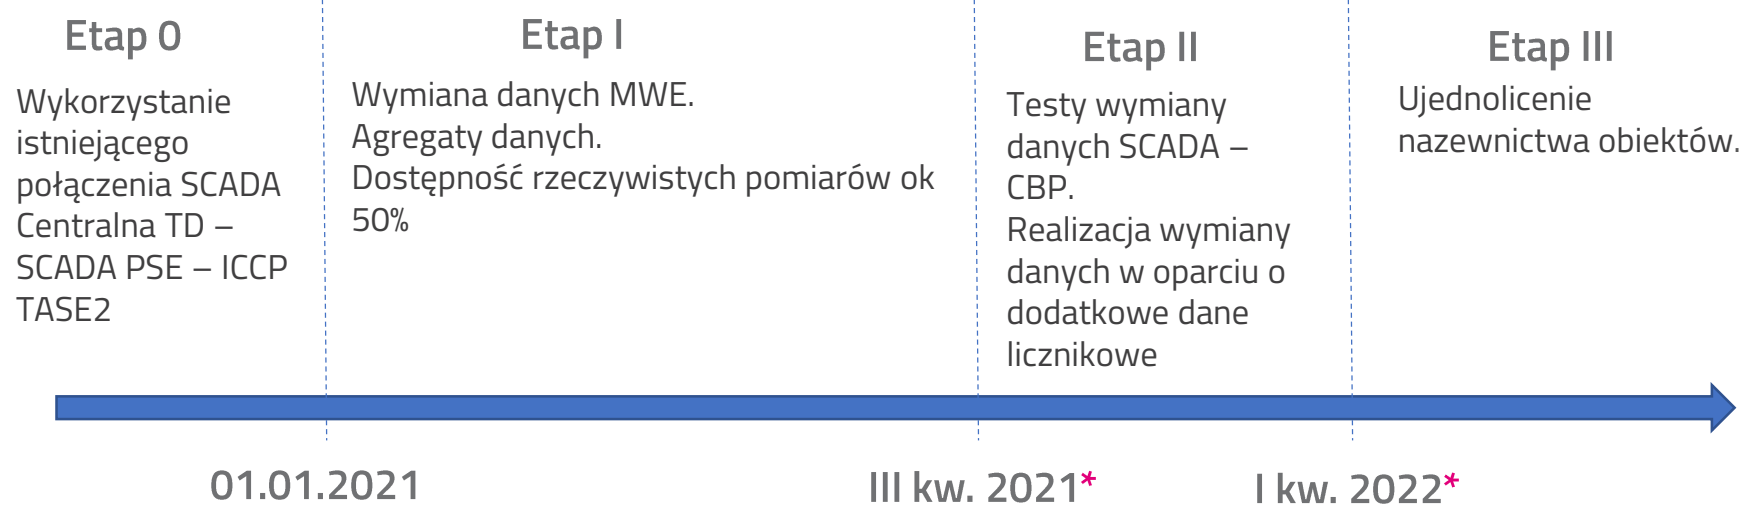 Etap 0
Wykorzystanie
istniejącego
połączenia SCADA
Centralna TD –
SCADA PSE – ICCP
TASE2
Etap I
Wymiana danych MWE.
Agregaty danych.
Dostępność rzeczywistych pomiarów ok
50%
Etap II
Testy wymiany
danych SCADA –
CBP.
Realizacja wymiany
danych w oparciu o
dodatkowe dane
licznikowe
Etap III
Ujednolicenie
nazewnictwa obiektów.
01.01.2021
III kw. 2021*
I kw. 2022*